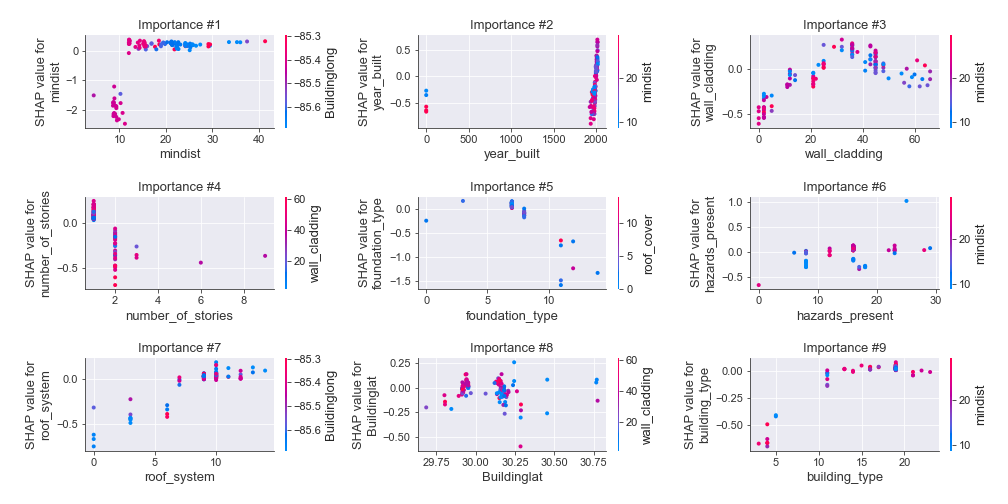 Importance #1
Importance #2
Importance #3
SHAP value for
mindist
0
−1
−2
10
20
30
40
mindist
−85.3
−85.4
−85.5
−85.6
Buildinglong
SHAP value for
year_built
0.5
0.0
−0.5
0
500
1000
1500
2000
year_built
20
10
mindist
SHAP value for
wall_cladding
0.0
−0.5
0
20
40
60
wall_cladding
20
10
mindist
Importance #4
Importance #5
Importance #6
SHAP value for
number_of_stories
0.0
−0.5
2
4
6
8
number_of_stories
60
40
20
wall_cladding
SHAP value for
foundation_type
0.0
−0.5
−1.0
−1.5
0
5
10
foundation_type
10
5
0
roof_cover
SHAP value for
hazards_present
1.0
0.5
0.0
−0.5
0
10
20
30
hazards_present
20
10
mindist
Importance #7
Importance #8
Importance #9
SHAP value for
roof_system
0.0
−0.5
0
5
10
roof_system
−85.3
−85.4
−85.5
−85.6
Buildinglong
SHAP value for
Buildinglat
0.25
0.00
−0.25
−0.50
29.75
30.00
30.25
30.50
30.75
Buildinglat
60
40
20
wall_cladding
SHAP value for
building_type
0.00
−0.25
−0.50
5
10
15
20
building_type
20
10
mindist